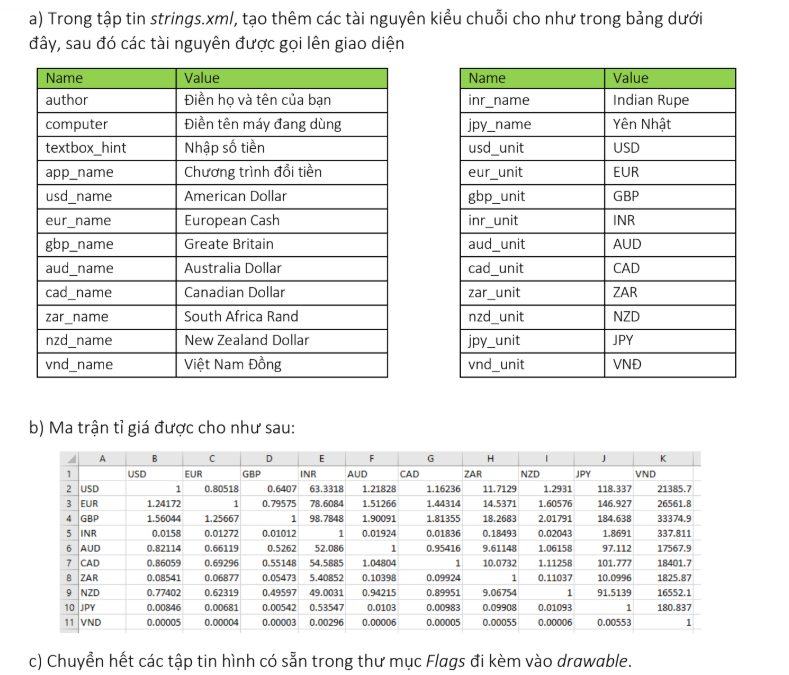 a) Trong tập tin strings.xml, tạo thêm các tài nguyên kiểu chuỗi cho như trong bảng dưới
đây, sau đó các tài nguyên được gọi lên giao diện
Name Value
author Điền họ và tên của bạn
computer Điền tên máy đang dùng
textbox_hint Nhập số tiền
app_name Chương trình đổi tiền
usd_name American Dollar
eur_name European Cash
gbp_name Greate Britain
aud_name Australia Dollar
cad_name Canadian Dollar
zar_name South Africa Rand
nzd_name New Zealand Dollar
vnd_name Việt Nam Đồng
Name Value
inr_name Indian Rupe
jpy_name Yên Nhật
usd_unit USD
eur_unit EUR
gbp_unit GBP
inr_unit INR
aud_unit AUD
cad_unit CAD
zar_unit ZAR
nzd_unit NZD
jpy_unit JPY
vnd_unit VNĐ
b) Ma trận tỉ giá được cho như sau:
A B C D E F G H I J K
1 USD EUR GBP INR AUD CAD ZAR NZD JPY VND
2 USD 1 0.80518 0.6407 63.3318 1.21828 1.16236 11.7129 1.2931 118.337 21385.7
3 EUR 1.24172 1 0.79575 78.6084 1.51266 1.44314 14.5371 1.60576 146.927 26561.8
4 GBP 1.56044 1.25667 1 98.7848 1.90091 1.81355 18.2683 2.01791 184.638 33374.9
5 INR 0.0158 0.01272 0.01012 1 0.01924 0.01836 0.18493 0.02043 1.8691 337.811
6 AUD 0.82114 0.66119 0.5262 52.086 1 0.95416 9.61148 1.06158 97.112 17567.9
7 CAD 0.86059 0.69296 0.55148 54.5885 1.04804 1 10.0732 1.11258 101.777 18401.7
8 ZAR 0.08541 0.06877 0.05473 5.40852 0.10398 0.09924 1 0.11037 10.0996 1825.87
9 NZD 0.77402 0.62319 0.49597 49.0031 0.94215 0.89951 9.06754 1 91.5139 16552.1
10 JPY 0.00846 0.00681 0.00542 0.53547 0.0103 0.00983 0.09908 0.01093 1 180.837
11 VND 0.00005 0.00004 0.00003 0.00296 0.00006 0.00005 0.00055 0.00006 0.00553 1
c) Chuyển hết các tập tin hình có sẵn trong thư mục Flags đi kèm vào drawable.